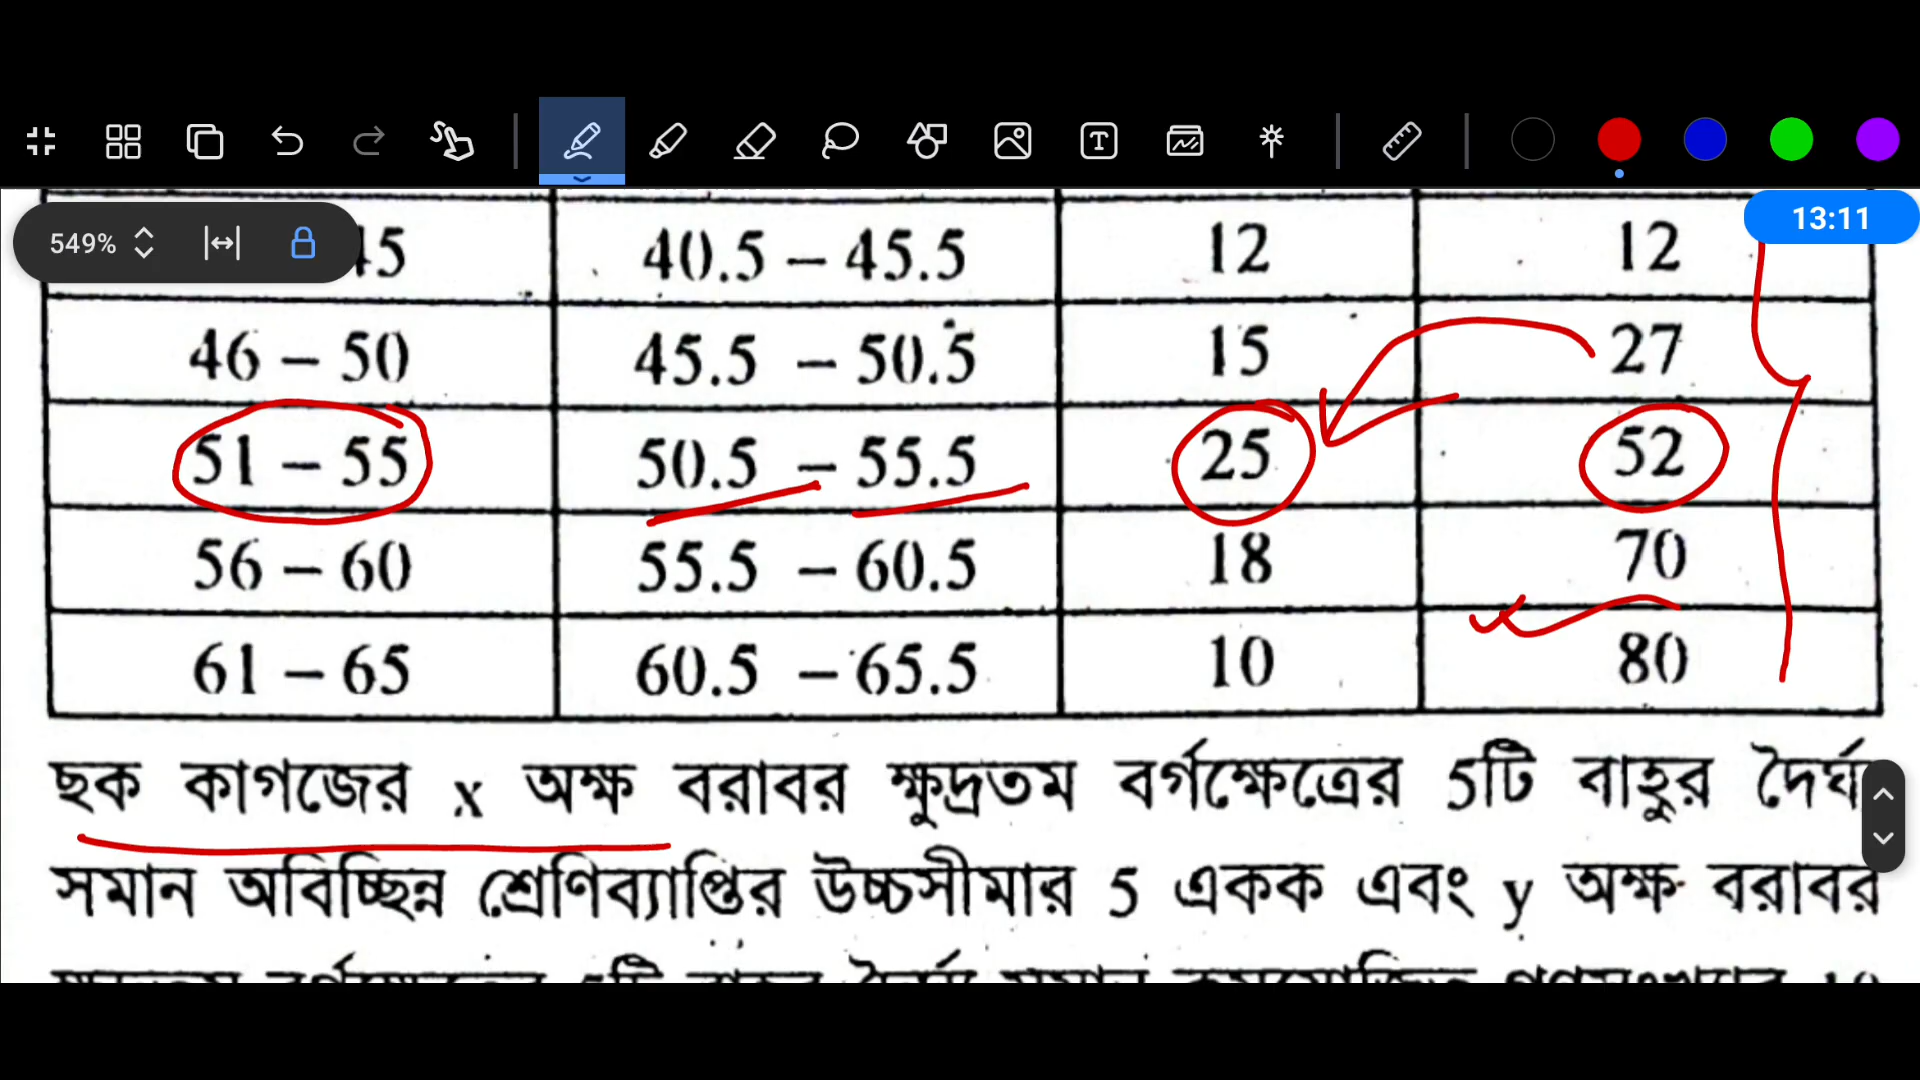 549%
13:11
45 40.5 – 45.5 12 12
46 – 50 45.5 – 50.5 15 27
51 – 55 50.5 – 55.5 25 52
56 – 60 55.5 – 60.5 18 70
61 – 65 60.5 – 65.5 10 80
ছক কাগজের x অক্ষ বরাবর ক্ষুদ্রতম বর্গক্ষেত্রের 5টি বাহুর দৈর্ঘ্য
সমান অবিচ্ছিন্ন শ্রেণিব্যাপ্তির উচ্চসীমার 5 একক এবং y অক্ষ বরাবর